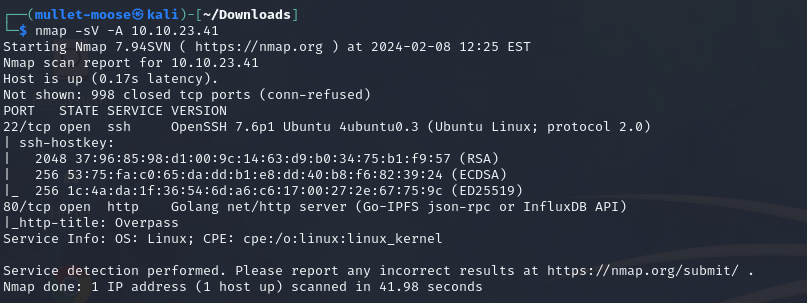 ┌──(mullet-moose㉿kali)-[~/Downloads]
└─$ nmap -sV -A 10.10.23.41
Starting Nmap 7.94SVN ( https://nmap.org ) at 2024-02-08 12:25 EST
Nmap scan report for 10.10.23.41
Host is up (0.17s latency).
Not shown: 998 closed tcp ports (conn-refused)
PORT   STATE SERVICE VERSION
22/tcp open  ssh     OpenSSH 7.6p1 Ubuntu 4ubuntu0.3 (Ubuntu Linux; protocol 2.0)
| ssh-hostkey:
|   2048 37:96:85:98:d1:00:9c:14:63:d9:b0:34:75:b1:f9:57 (RSA)
|   256 53:75:fa:c0:65:da:dd:b1:e8:dd:40:b8:f6:82:39:24 (ECDSA)
|_  256 1c:4a:da:1f:36:54:6d:a6:c6:17:00:27:2e:67:75:9c (ED25519)
80/tcp open  http    Golang net/http server (Go-IPFS json-rpc or InfluxDB API)
|_http-title: Overpass
Service Info: OS: Linux; CPE: cpe:/o:linux:linux_kernel
Service detection performed. Please report any incorrect results at https://nmap.org/submit/ .
Nmap done: 1 IP address (1 host up) scanned in 41.98 seconds